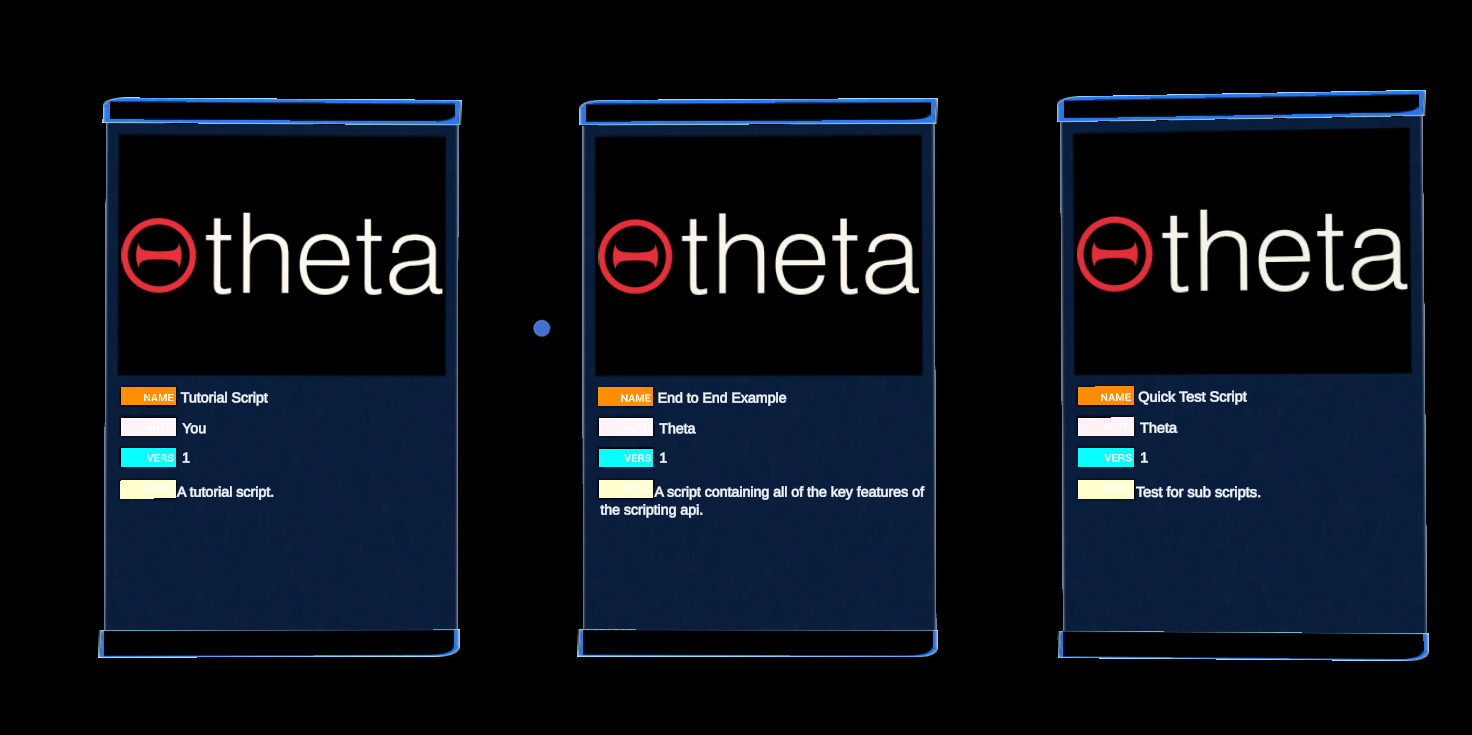 theta
NAME Tutorial Script
AUTH You
VERS 1
A tutorial script.
theta
NAME End to End Example
Theta
VERS 1
A script containing all of the key features of
the scripting api.
theta
NAME Quick Test Script
AUTH Theta
VERS 1
Test for sub scripts.